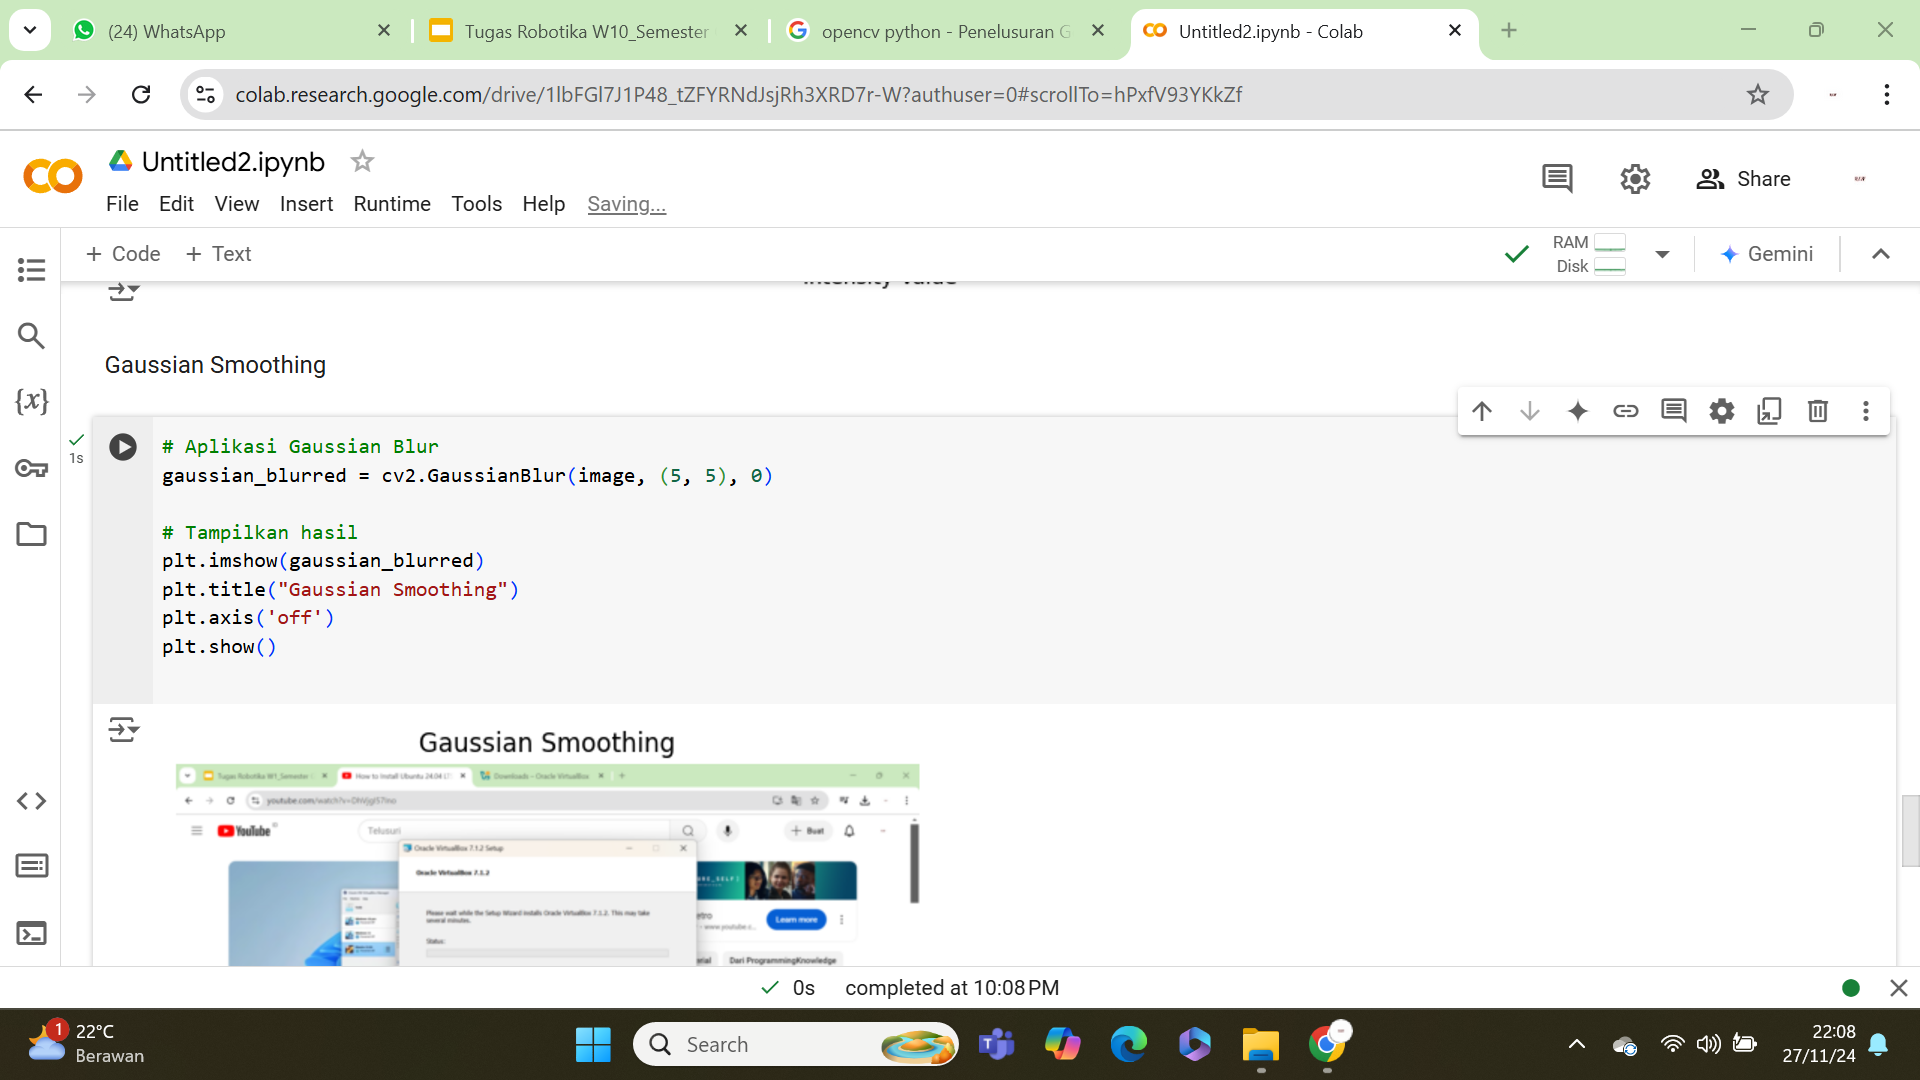 (24) WhatsApp
Tugas Robotika W10_Semester
opencv python - Penelusuran G
Untitled2.ipynb - Colab
colab.research.google.com/drive/1lbFGl7J1P48_tZFYRNdJsjRh3XRD7r-W?authuser=0#scrollTo=hPxfV93YKkZf
Untitled2.ipynb
File Edit View Insert Runtime Tools Help Saving...
Share
+ Code + Text
RAM
Disk
Gemini
Intensity Value
Gaussian Smoothing
1s
# Aplikasi Gaussian Blur
gaussian_blurred = cv2.GaussianBlur(image, (5, 5), 0)
# Tampilkan hasil
plt.imshow(gaussian_blurred)
plt.title("Gaussian Smoothing")
plt.axis('off')
plt.show()
Gaussian Smoothing
Tugas Robotika W1_Semester
How to install Ubuntu 24.04 LT
Downloads - Oracle VirtualBox
YouTube
Telusuri
+ Buat
Oracle VirtualBox 7.1.2 Setup
Oracle VirtualBox 7.1.2
Please wait while the Setup Wizard installs Oracle VirtualBox 7.1.2. This may take
several minutes.
Status:
Learn more
Dari ProgrammingKnowledge
0s completed at 10:08 PM
1
22°C
Berawan
Search
22:08
27/11/24